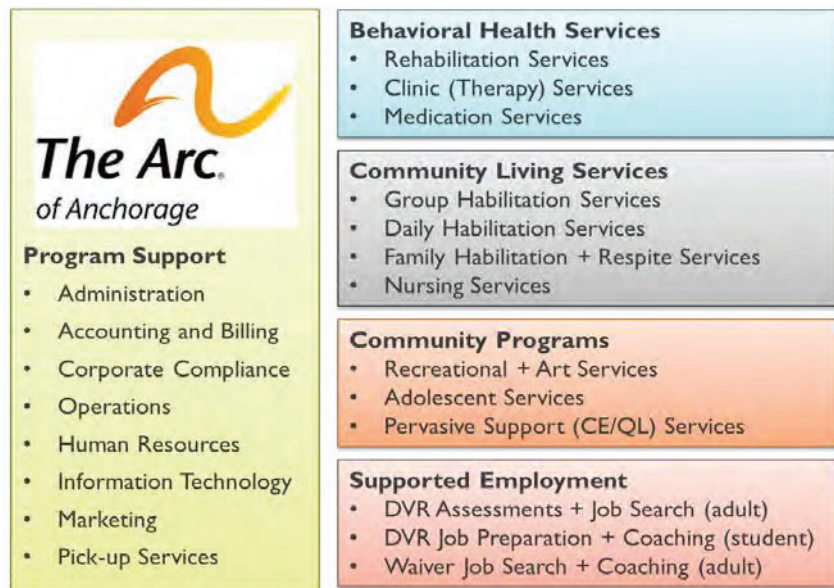 The Arc®
of Anchorage
Program Support
• Administration
• Accounting and Billing
• Corporate Compliance
• Operations
• Human Resources
• Information Technology
• Marketing
• Pick-up Services
Behavioral Health Services
• Rehabilitation Services
• Clinic (Therapy) Services
• Medication Services
Community Living Services
• Group Habilitation Services
• Daily Habilitation Services
• Family Habilitation + Respite Services
• Nursing Services
Community Programs
• Recreational + Art Services
• Adolescent Services
• Pervasive Support (CE/QL) Services
Supported Employment
• DVR Assessments + Job Search (adult)
• DVR Job Preparation + Coaching (student)
• Waiver Job Search + Coaching (adult)